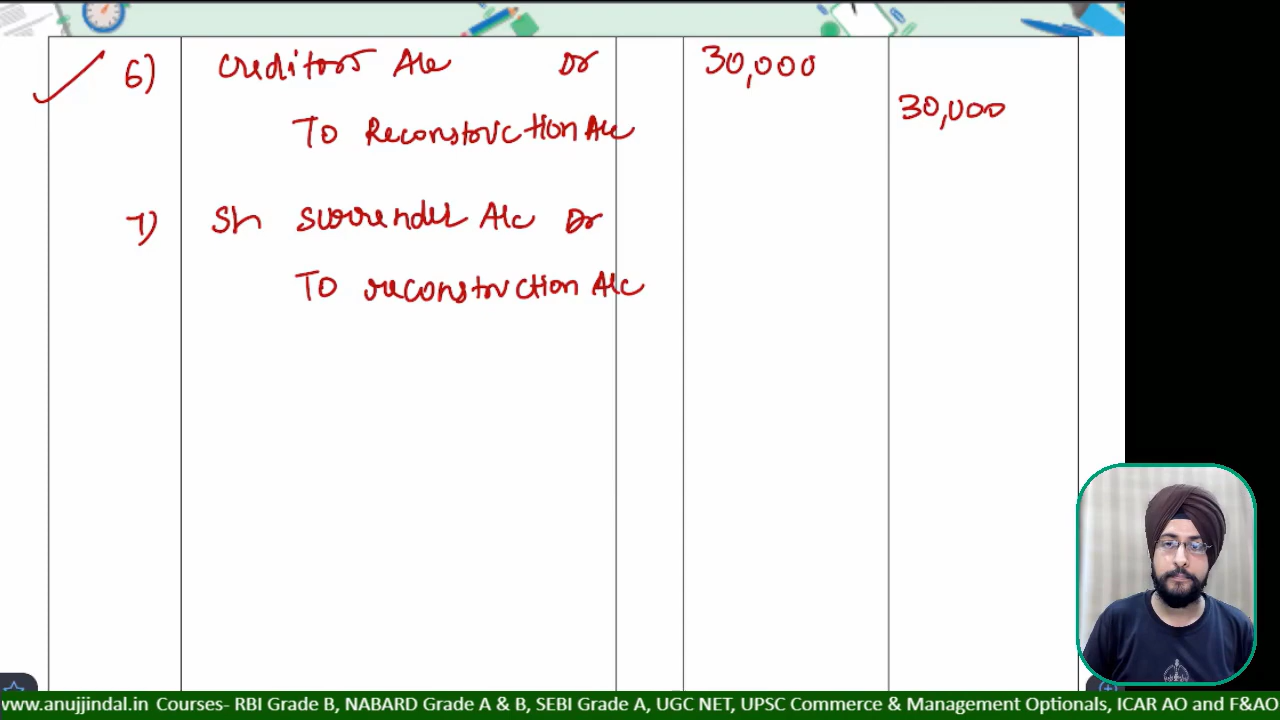 6) Creditors A/c Dr 30,000
To Reconstruction A/c 30,000
7) Sh surrender A/c Dr
To reconstruction A/c
www.anujjindal.in Courses- RBI Grade B, NABARD Grade A & B, SEBI Grade A, UGC NET, UPSC Commerce & Management Optionals, ICAR AO and F&AO